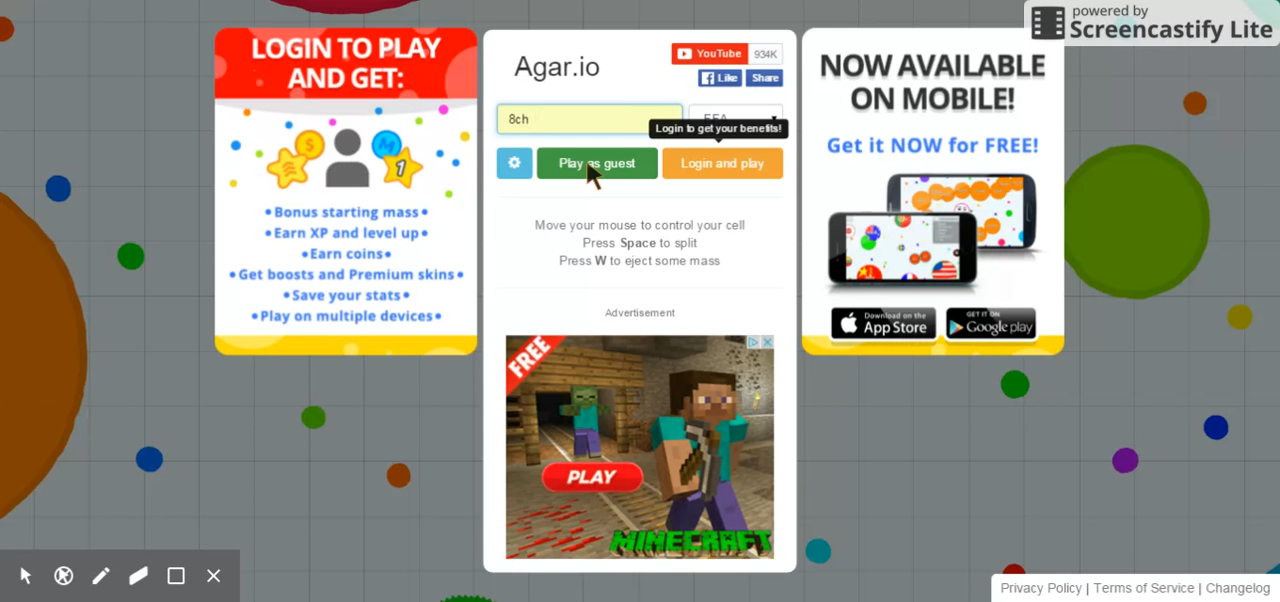 powered by
Screencastify Lite
LOGIN TO PLAY
AND GET:
•Bonus starting mass•
•Earn XP and level up•
•Earn coins•
•Get boosts and Premium skins•
•Save your stats•
•Play on multiple devices•
Agar.io
YouTube 934K
Like Share
8ch
Login to get your benefits!
Play as guest
Login and play
Move your mouse to control your cell
Press Space to split
Press W to eject some mass
Advertisement
FREE
PLAY
MINECRAFT
NOW AVAILABLE
ON MOBILE!
Get it NOW for FREE!
Download on the
App Store
GET IT ON
Google play
Privacy Policy | Terms of Service | Changelog